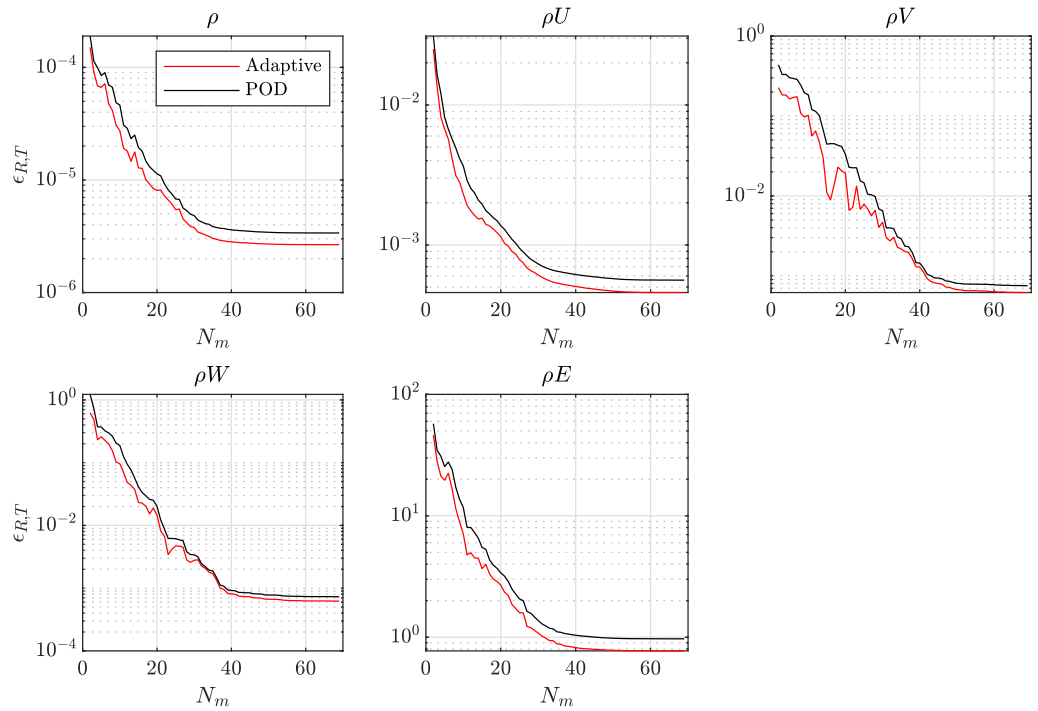 ρ
ρU
ρV
10^{-4}
10^{-5}
10^{-6}
ϵ_{R,T}
Adaptive
POD
0 20 40 60
N_m
10^{-2}
10^{-3}
0 20 40 60
N_m
10^{0}
10^{-2}
0 20 40 60
N_m
ρW
ρE
10^{0}
10^{-2}
10^{-4}
ϵ_{R,T}
0 20 40 60
N_m
10^{2}
10^{1}
10^{0}
0 20 40 60
N_m